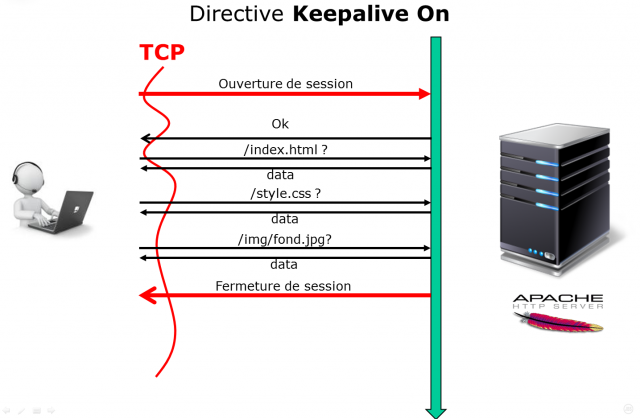 Directive Keepalive On
TCP
Ouverture de session
Ok
/index.html ?
data
/style.css ?
data
/img/fond.jpg?
data
Fermeture de session
APACHE
HTTP SERVER